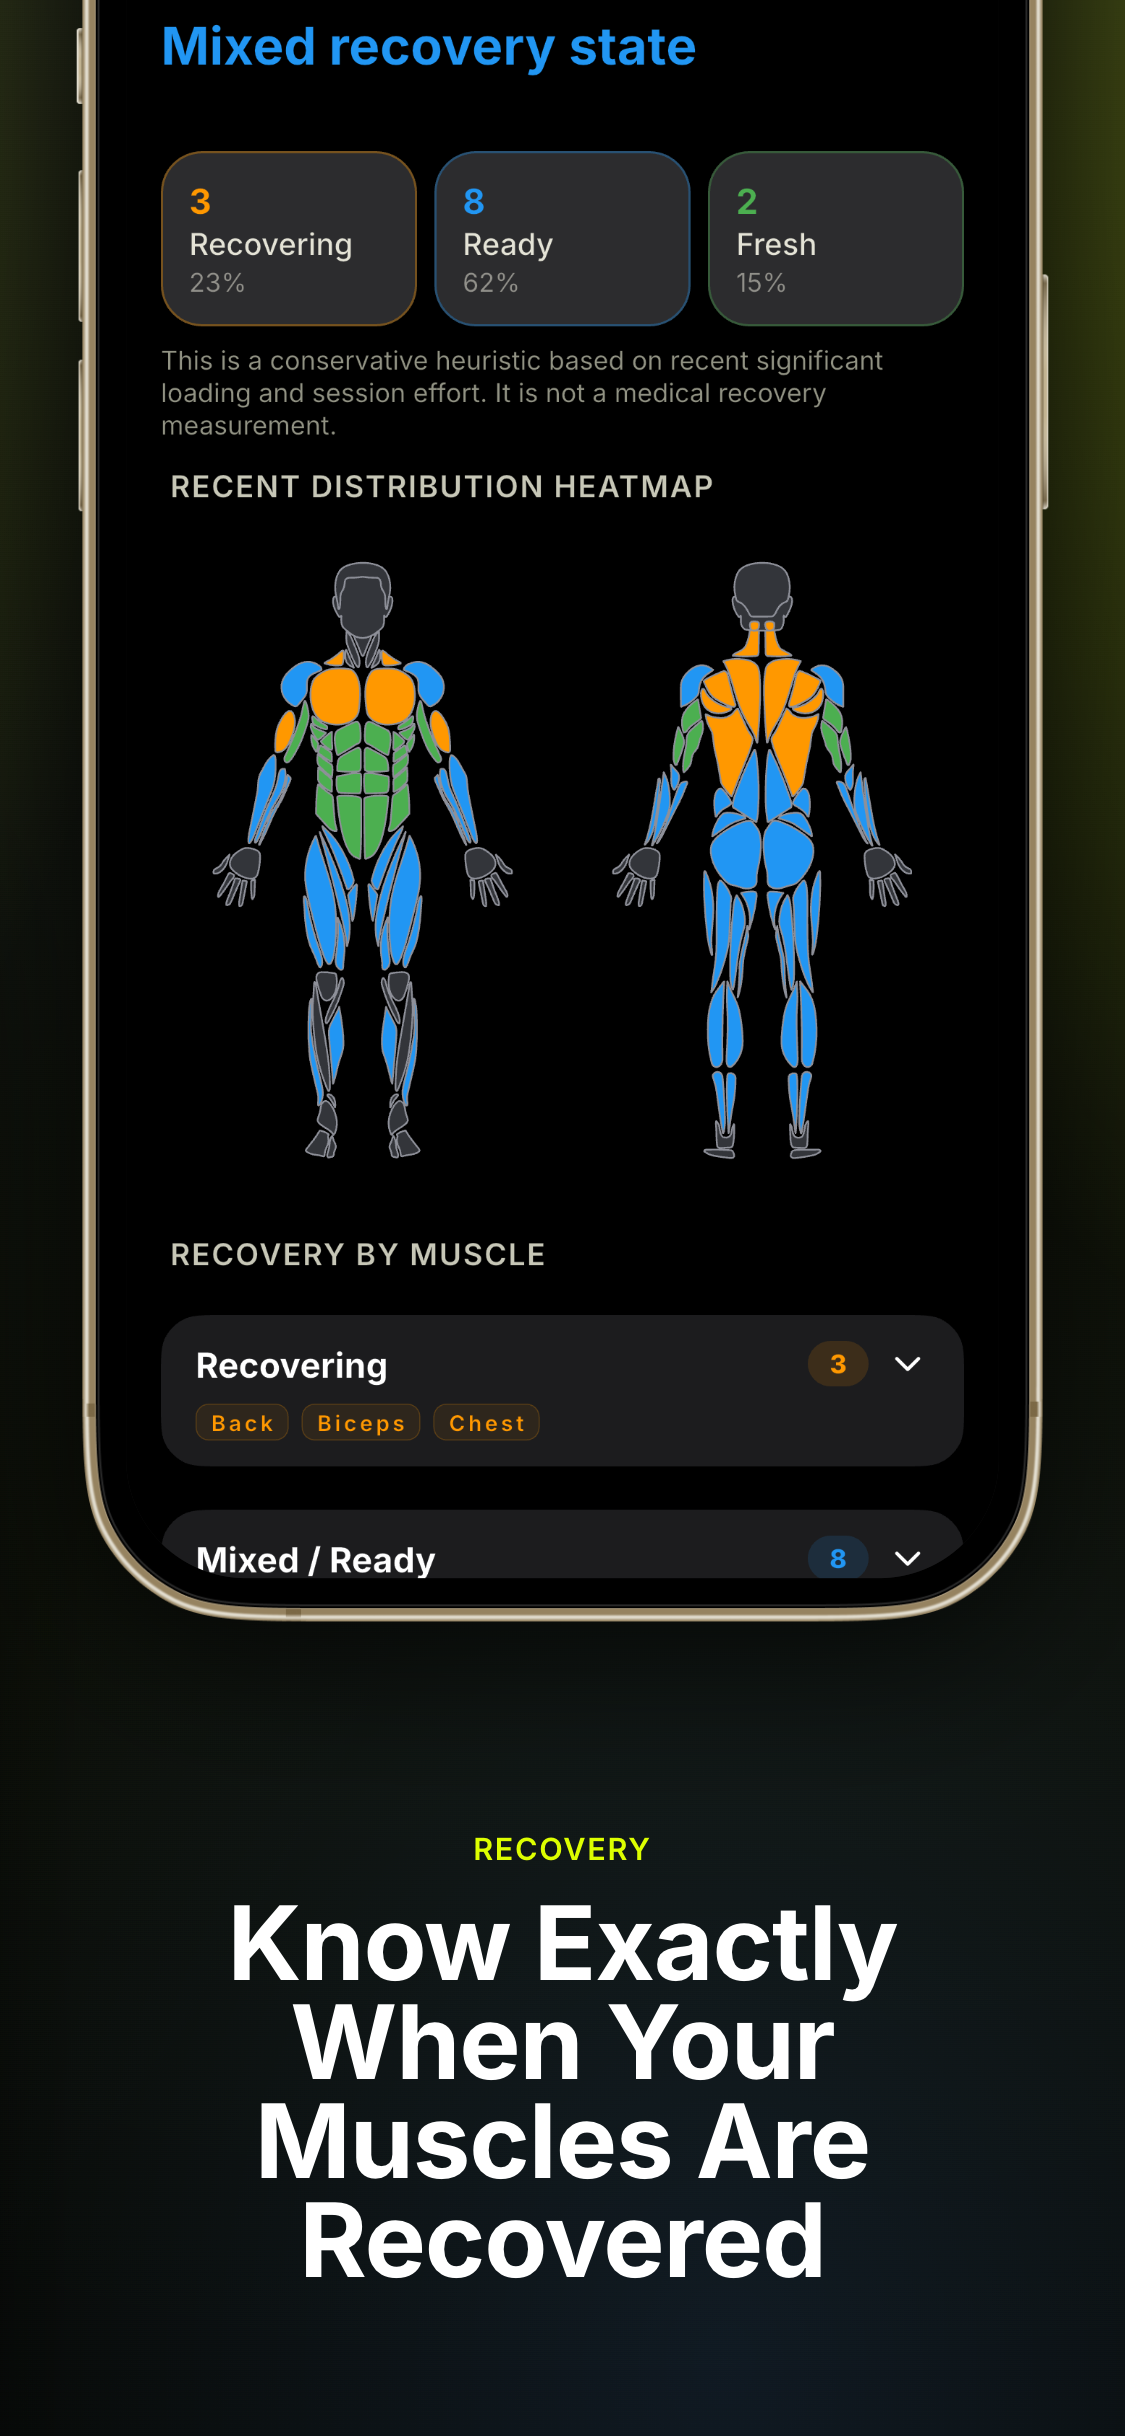 Mixed recovery state
3
Recovering
23%
8
Ready
62%
2
Fresh
15%
This is a conservative heuristic based on recent significant
loading and session effort. It is not a medical recovery
measurement.
RECENT DISTRIBUTION HEATMAP
RECOVERY BY MUSCLE
Recovering 3
Back Biceps Chest
Mixed / Ready 8
RECOVERY
Know Exactly
When Your
Muscles Are
Recovered